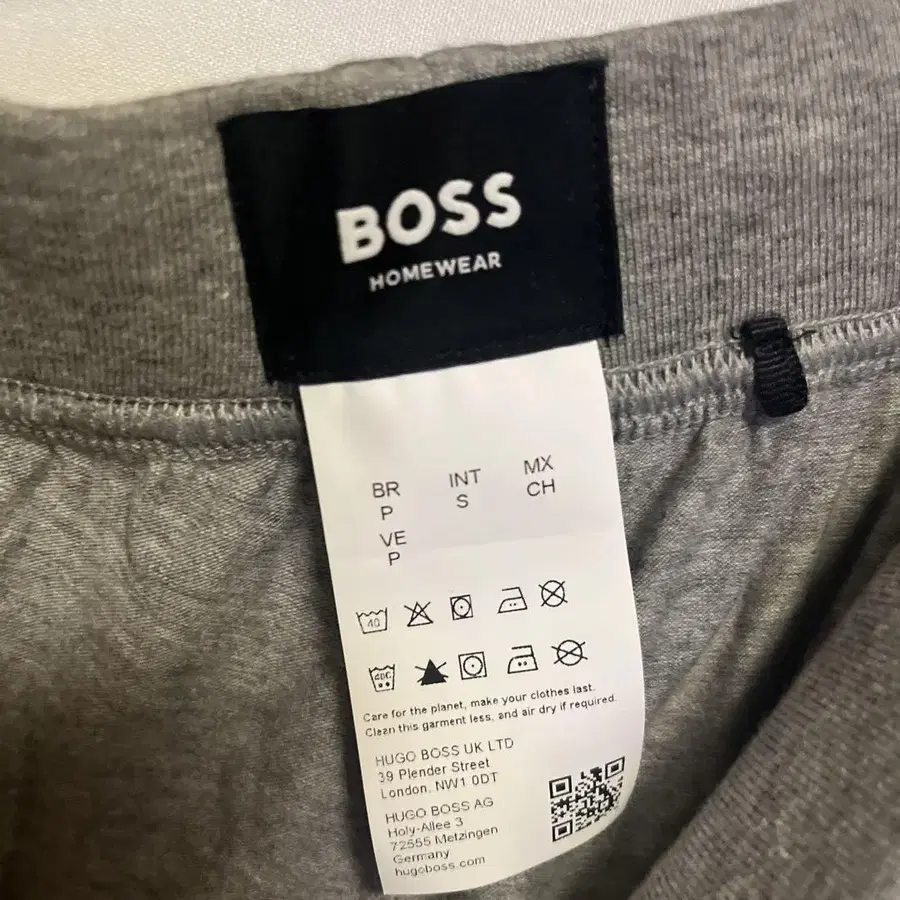 BOSS
HOMEWEAR
BR INT MX
P S CH
VE
P
40
40C
Care for the planet, make your clothes last.
Clean this garment less, and air dry if required.
HUGO BOSS UK LTD
39 Plender Street
London, NW1 0DT
HUGO BOSS AG
Holy-Allee 3
72555 Metzingen
Germany
hugoboss.com